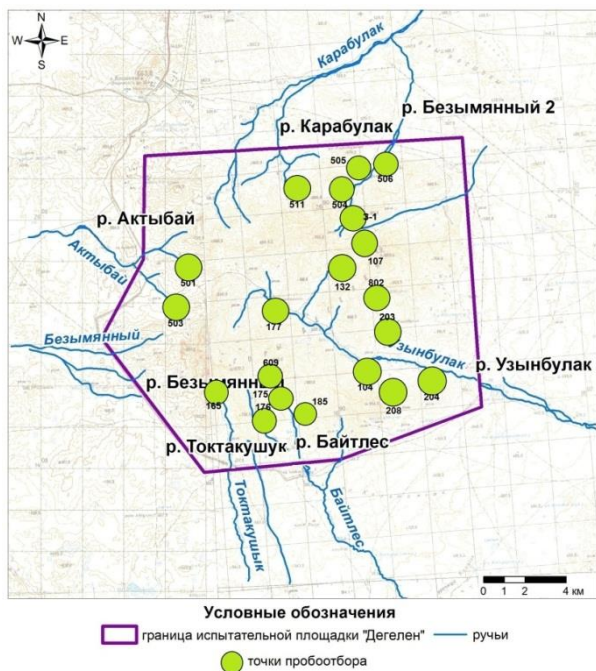 N
W E
S
Карабулак
р. Безымянный 2
р. Карабулак
505
506
511
504
3-1
р. Актыбай
107
Актыбай
501
132
802
503
177
203
Безымянный
Узынбулак
609
104
р. Узынбулак
р. Безымянный
165
175
185
208
204
176
р. Токтакушук
р. Байтлес
Токтакушык
Байтлес
0 2 4 км
Условные обозначения
граница испытательной площадки "Дегелен"
ручьи
точки пробоотбора